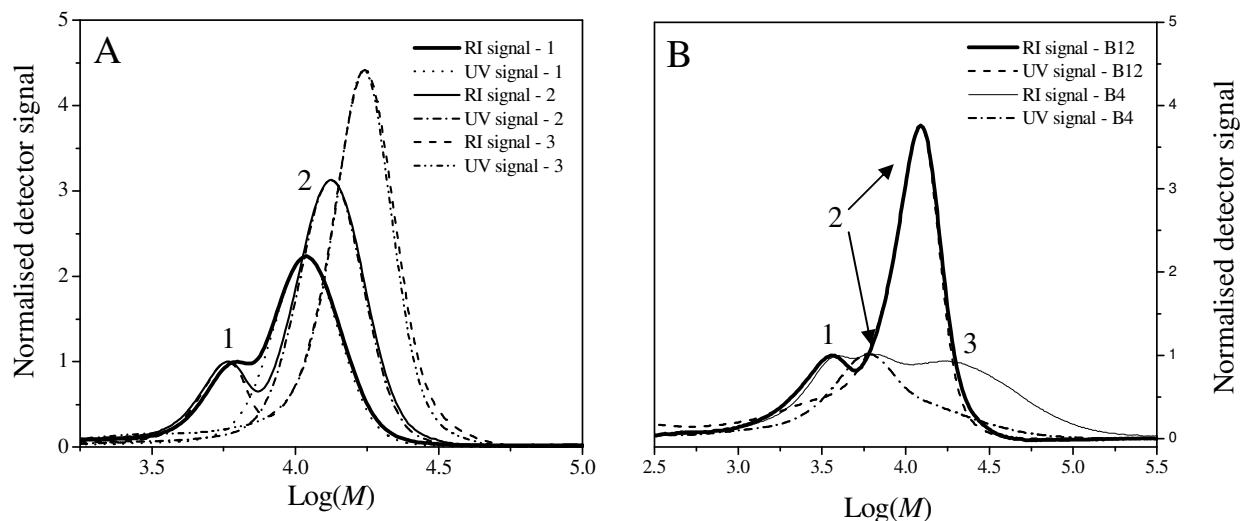 A
Normalised detector signal
5
4
3
2
1
0
RI signal - 1
UV signal - 1
RI signal - 2
UV signal - 2
RI signal - 3
UV signal - 3
1
2
3.5
4.0
4.5
5.0
Log(M)
B
RI signal - B12
UV signal - B12
RI signal - B4
UV signal - B4
1
2
3
2.5
3.0
3.5
4.0
4.5
5.0
5.5
Log(M)
5
4
3
2
1
0
Normalised detector signal